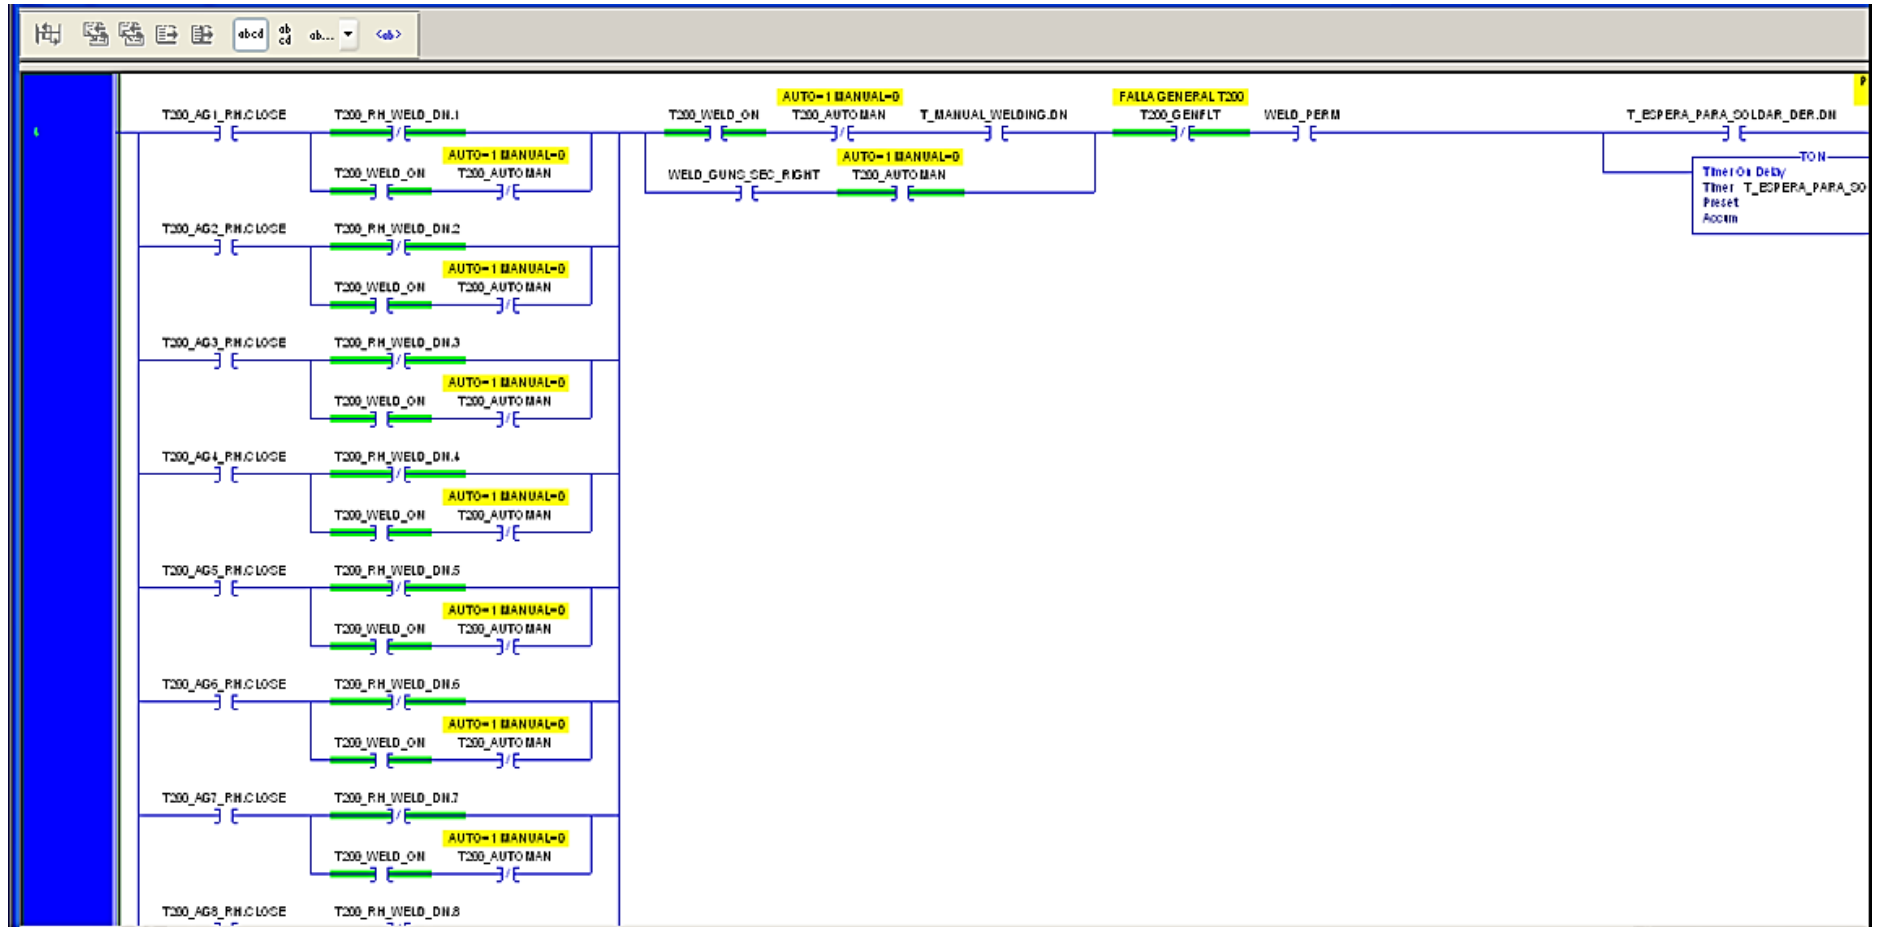 abcd
ab
cd
ab...
<ab>
AUTO=1 MANUAL=0
FALLA GENERAL T200
T200_AG1_RH.CLOSE T200_RH_WELD_DN.1 T200_WELD_ON T200_AUTOMAN T_MANUAL_WELDING.DN T200_GENFLT WELD_PERM T_ESPERA_PARA_SOLDAR_DER.DN
AUTO=1 MANUAL=0 AUTO=1 MANUAL=0 TON
T200_WELD_ON T200_AUTOMAN WELD_GUNS_SEC_RIGHT T200_AUTOMAN Timer On Delay
Timer T_ESPERA_PARA_SO
Preset
Accum
T200_AG2_RH.CLOSE T200_RH_WELD_DN.2
AUTO=1 MANUAL=0
T200_WELD_ON T200_AUTOMAN
T200_AG3_RH.CLOSE T200_RH_WELD_DN.3
AUTO=1 MANUAL=0
T200_WELD_ON T200_AUTOMAN
T200_AG4_RH.CLOSE T200_RH_WELD_DN.4
AUTO=1 MANUAL=0
T200_WELD_ON T200_AUTOMAN
T200_AG5_RH.CLOSE T200_RH_WELD_DN.5
AUTO=1 MANUAL=0
T200_WELD_ON T200_AUTOMAN
T200_AG6_RH.CLOSE T200_RH_WELD_DN.6
AUTO=1 MANUAL=0
T200_WELD_ON T200_AUTOMAN
T200_AG7_RH.CLOSE T200_RH_WELD_DN.7
AUTO=1 MANUAL=0
T200_WELD_ON T200_AUTOMAN
T200_AG8_RH.CLOSE T200_RH_WELD_DN.8